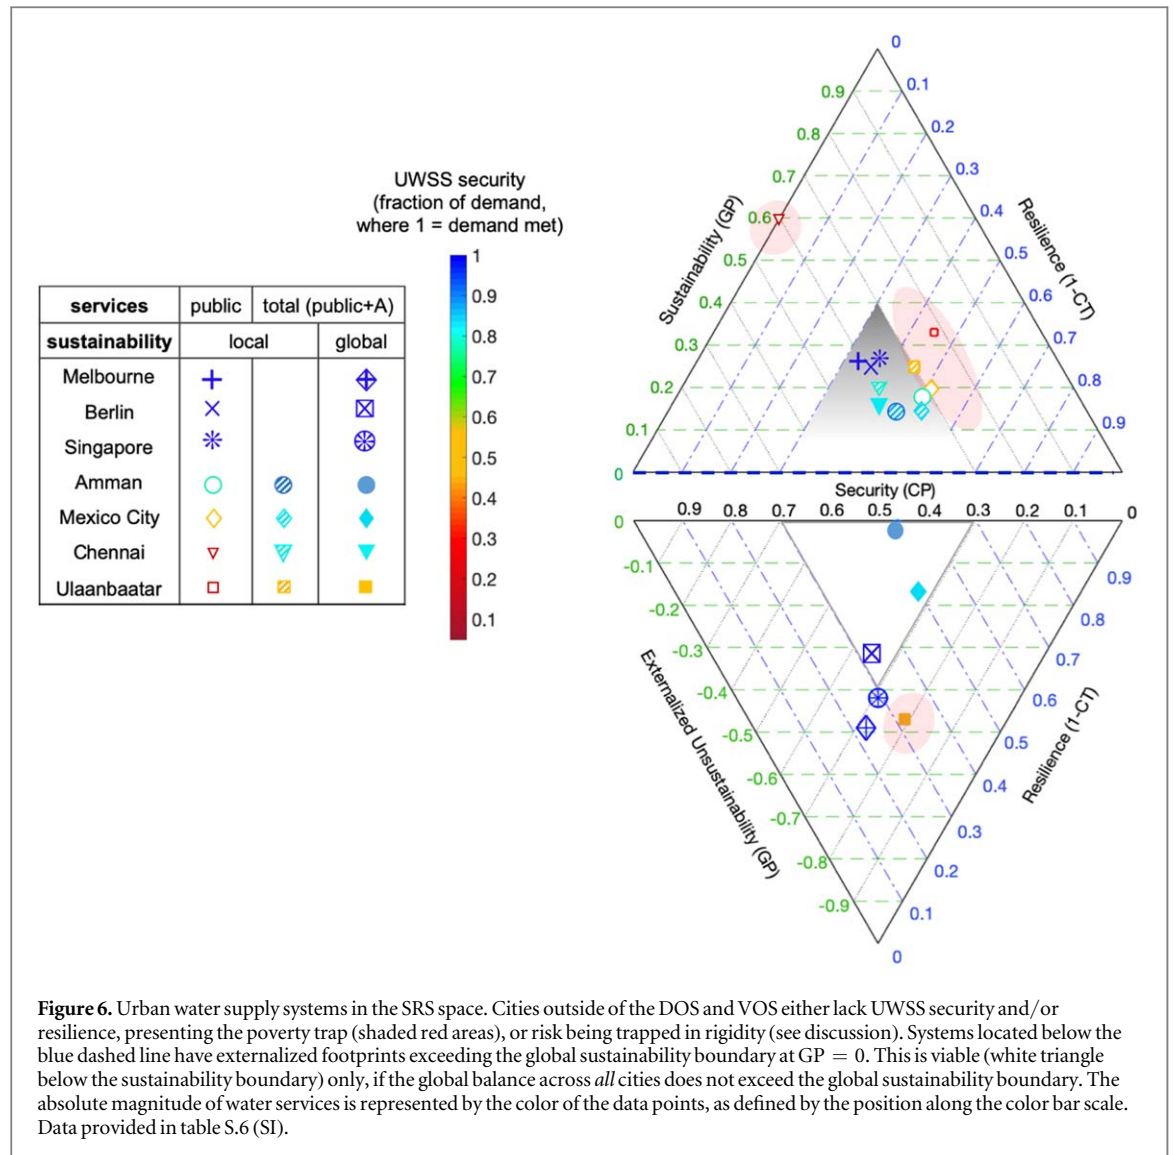 UWSS security
(fraction of demand,
where 1 = demand met)
1
0.9
0.8
0.7
0.6
0.5
0.4
0.3
0.2
0.1
services public total (public+A)
sustainability local global
Melbourne
Berlin
Singapore
Amman
Mexico City
Chennai
Ulaanbaatar
Sustainability (GP)
0.9
0.8
0.7
0.6
0.5
0.4
0.3
0.2
0.1
0
Resilience (1-CT)
0
0.1
0.2
0.3
0.4
0.5
0.6
0.7
0.8
0.9
Security (CP)
0.9 0.8 0.7 0.6 0.5 0.4 0.3 0.2 0.1 0
Externalized Unsustainability (GP)
0
-0.1
-0.2
-0.3
-0.4
-0.5
-0.6
-0.7
-0.8
-0.9
Resilience (1-CT)
0.9
0.8
0.7
0.6
0.5
0.4
0.3
0.2
0.1
0
Figure 6. Urban water supply systems in the SRS space. Cities outside of the DOS and VOS either lack UWSS security and/or
resilience, presenting the poverty trap (shaded red areas), or risk being trapped in rigidity (see discussion). Systems located below the
blue dashed line have externalized footprints exceeding the global sustainability boundary at GP = 0. This is viable (white triangle
below the sustainability boundary) only, if the global balance across all cities does not exceed the global sustainability boundary. The
absolute magnitude of water services is represented by the color of the data points, as defined by the position along the color bar scale.
Data provided in table S.6 (SI).